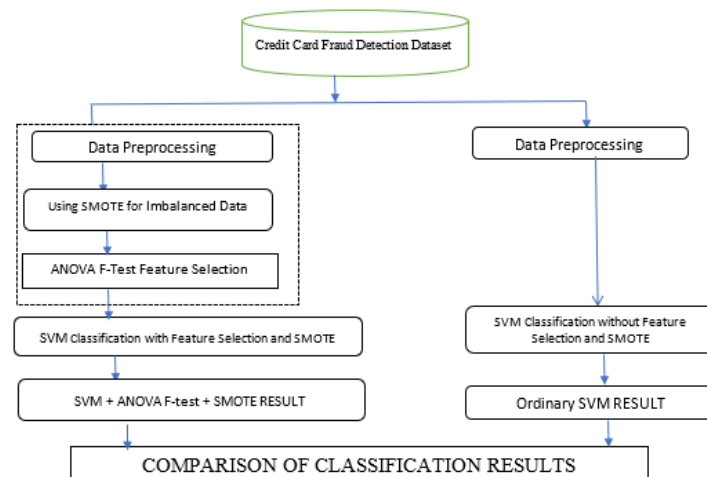 Credit Card Fraud Detection Dataset
Data Preprocessing
Using SMOTE for Imbalanced Data
ANOVA F-Test Feature Selection
SVM Classification with Feature Selection and SMOTE
SVM + ANOVA F-test + SMOTE RESULT
Data Preprocessing
SVM Classification without Feature
Selection and SMOTE
Ordinary SVM RESULT
COMPARISON OF CLASSIFICATION RESULTS